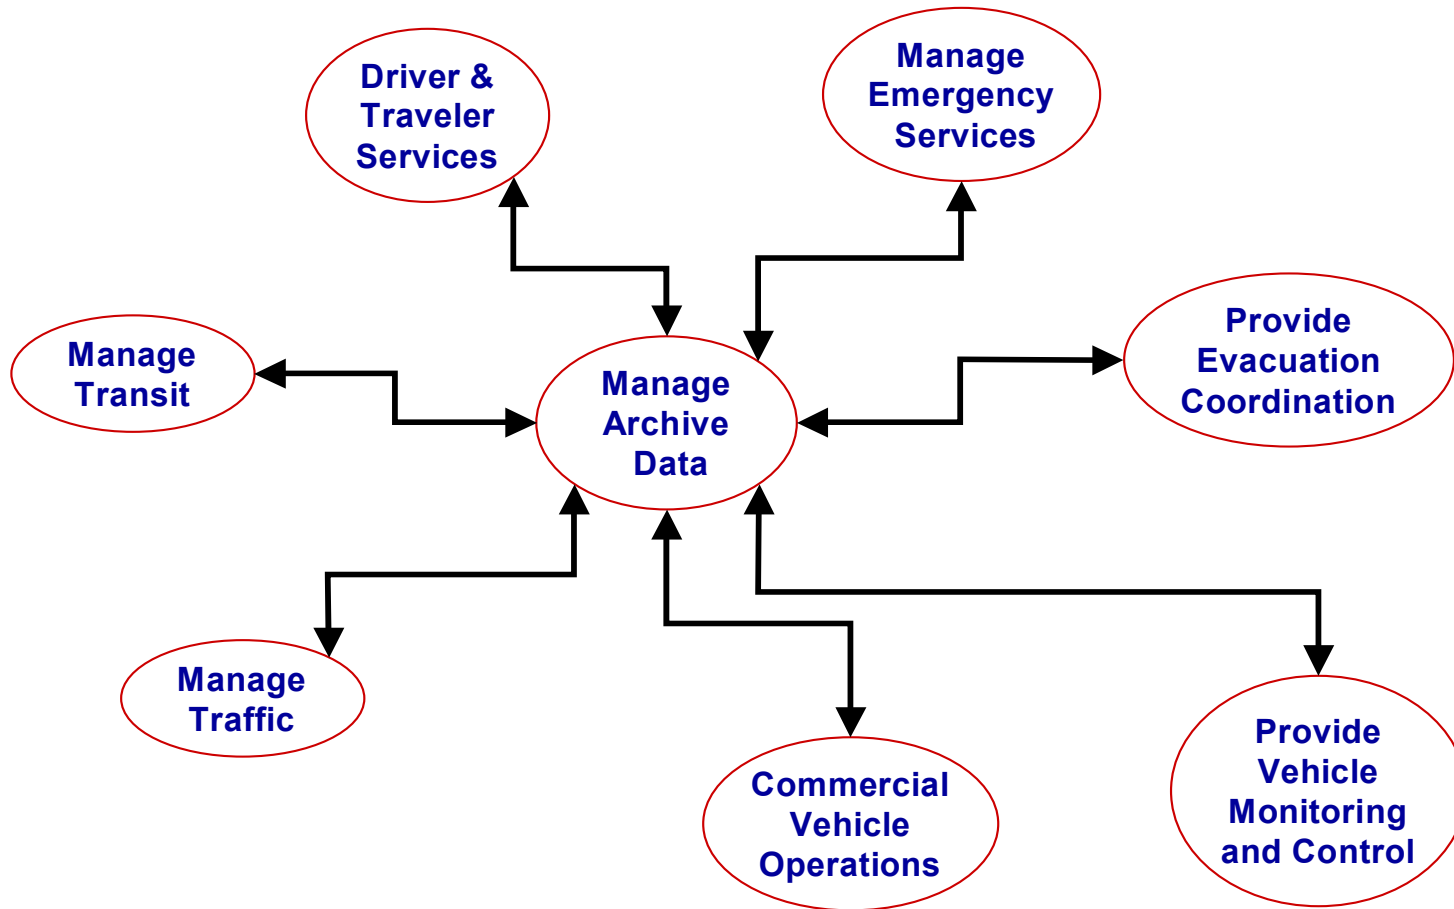 Driver &
Traveler
Services
Manage
Emergency
Services
Manage
Transit
Manage
Archive
Data
Provide
Evacuation
Coordination
Manage
Traffic
Commercial
Vehicle
Operations
Provide
Vehicle
Monitoring
and Control